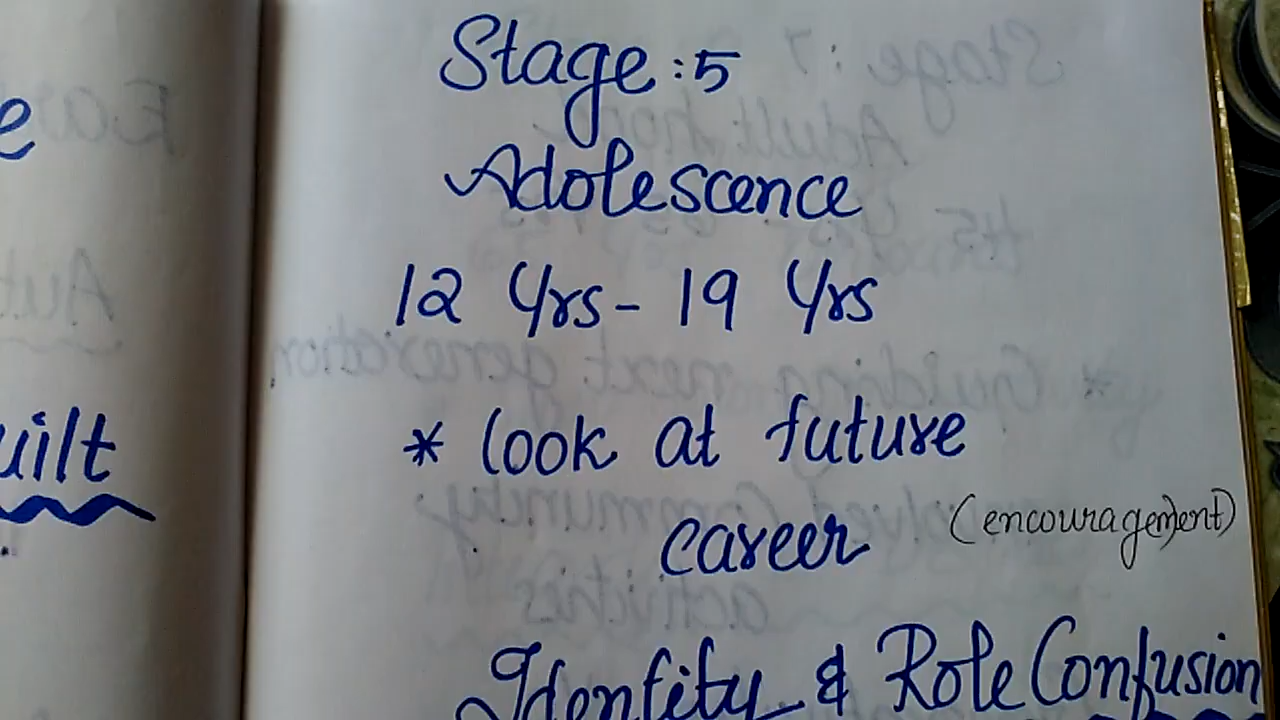 Stage :5
Adolescence
12 Yrs - 19 Yrs
* look at future
career (encouragement)
Identity & Role Confusion
e
uilt